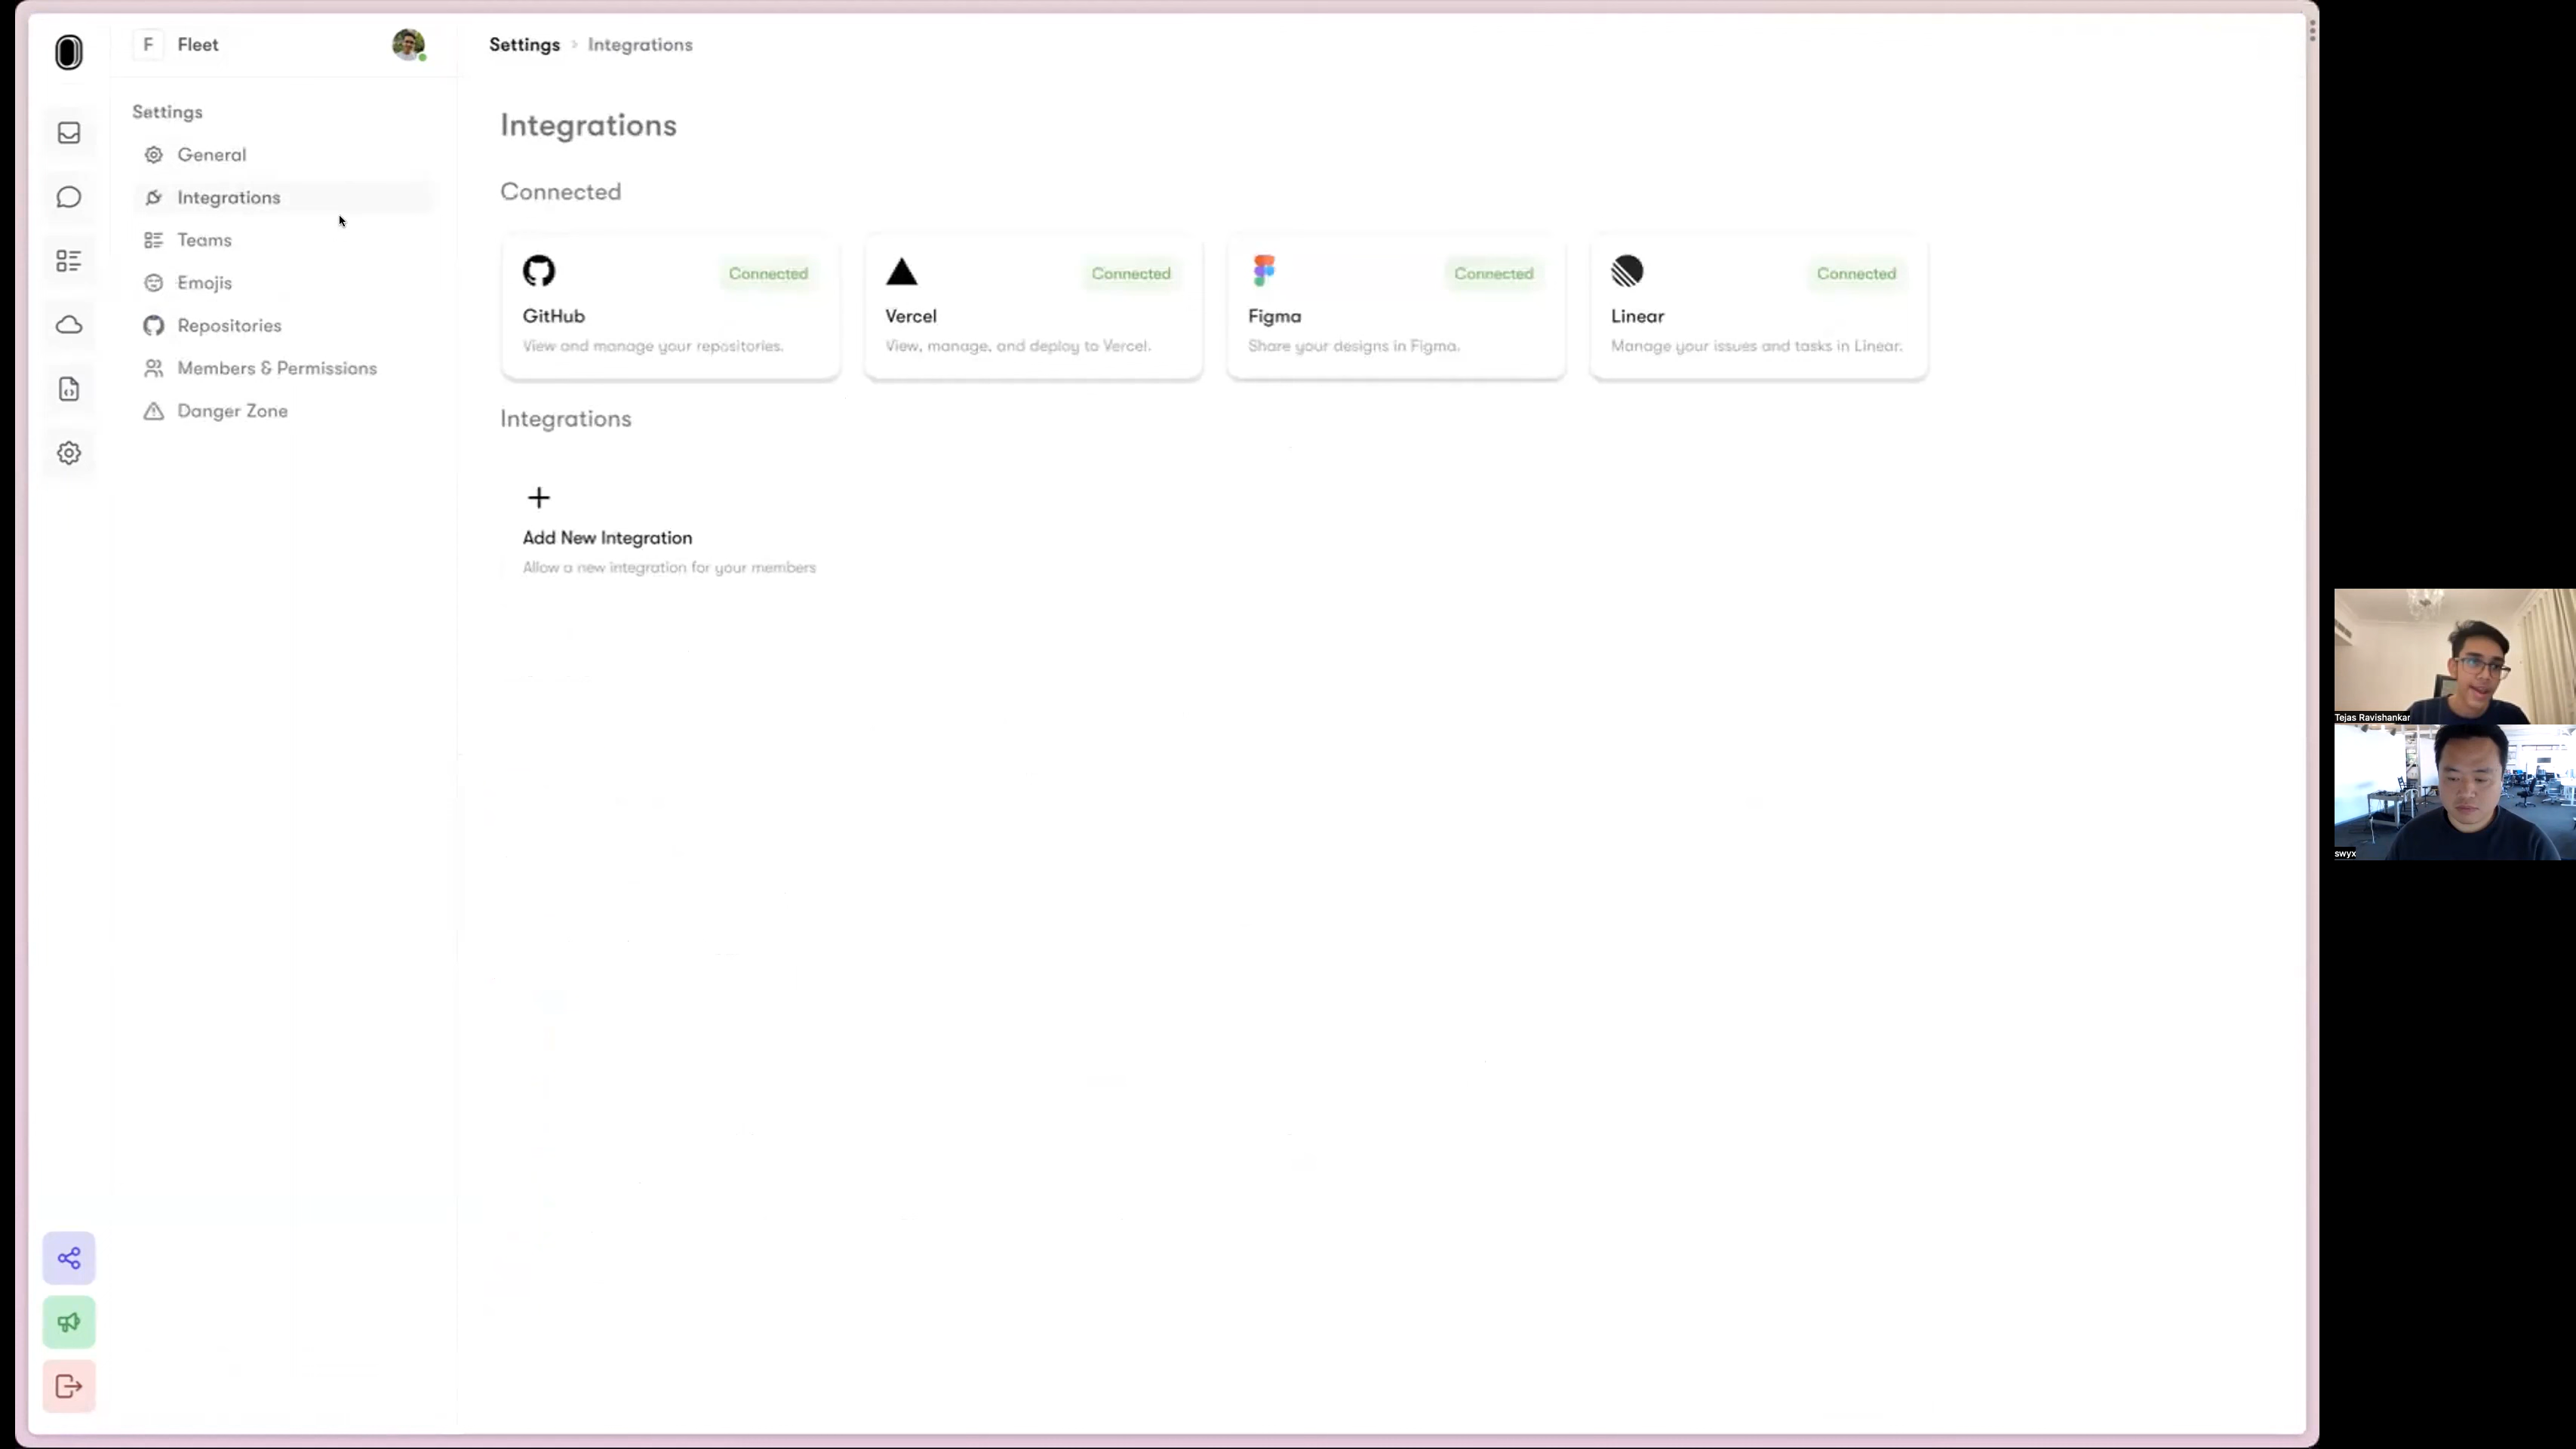 F Fleet
Settings
General
Integrations
Teams
Emojis
Repositories
Members & Permissions
Danger Zone
Settings > Integrations
Integrations
Connected
Connected
GitHub
View and manage your repositories.
Connected
Vercel
View, manage, and deploy to Vercel.
Connected
Figma
Share your designs in Figma.
Connected
Linear
Manage your issues and tasks in Linear.
Integrations
Add New Integration
Allow a new integration for your members
Tejas Ravishankar
swyx